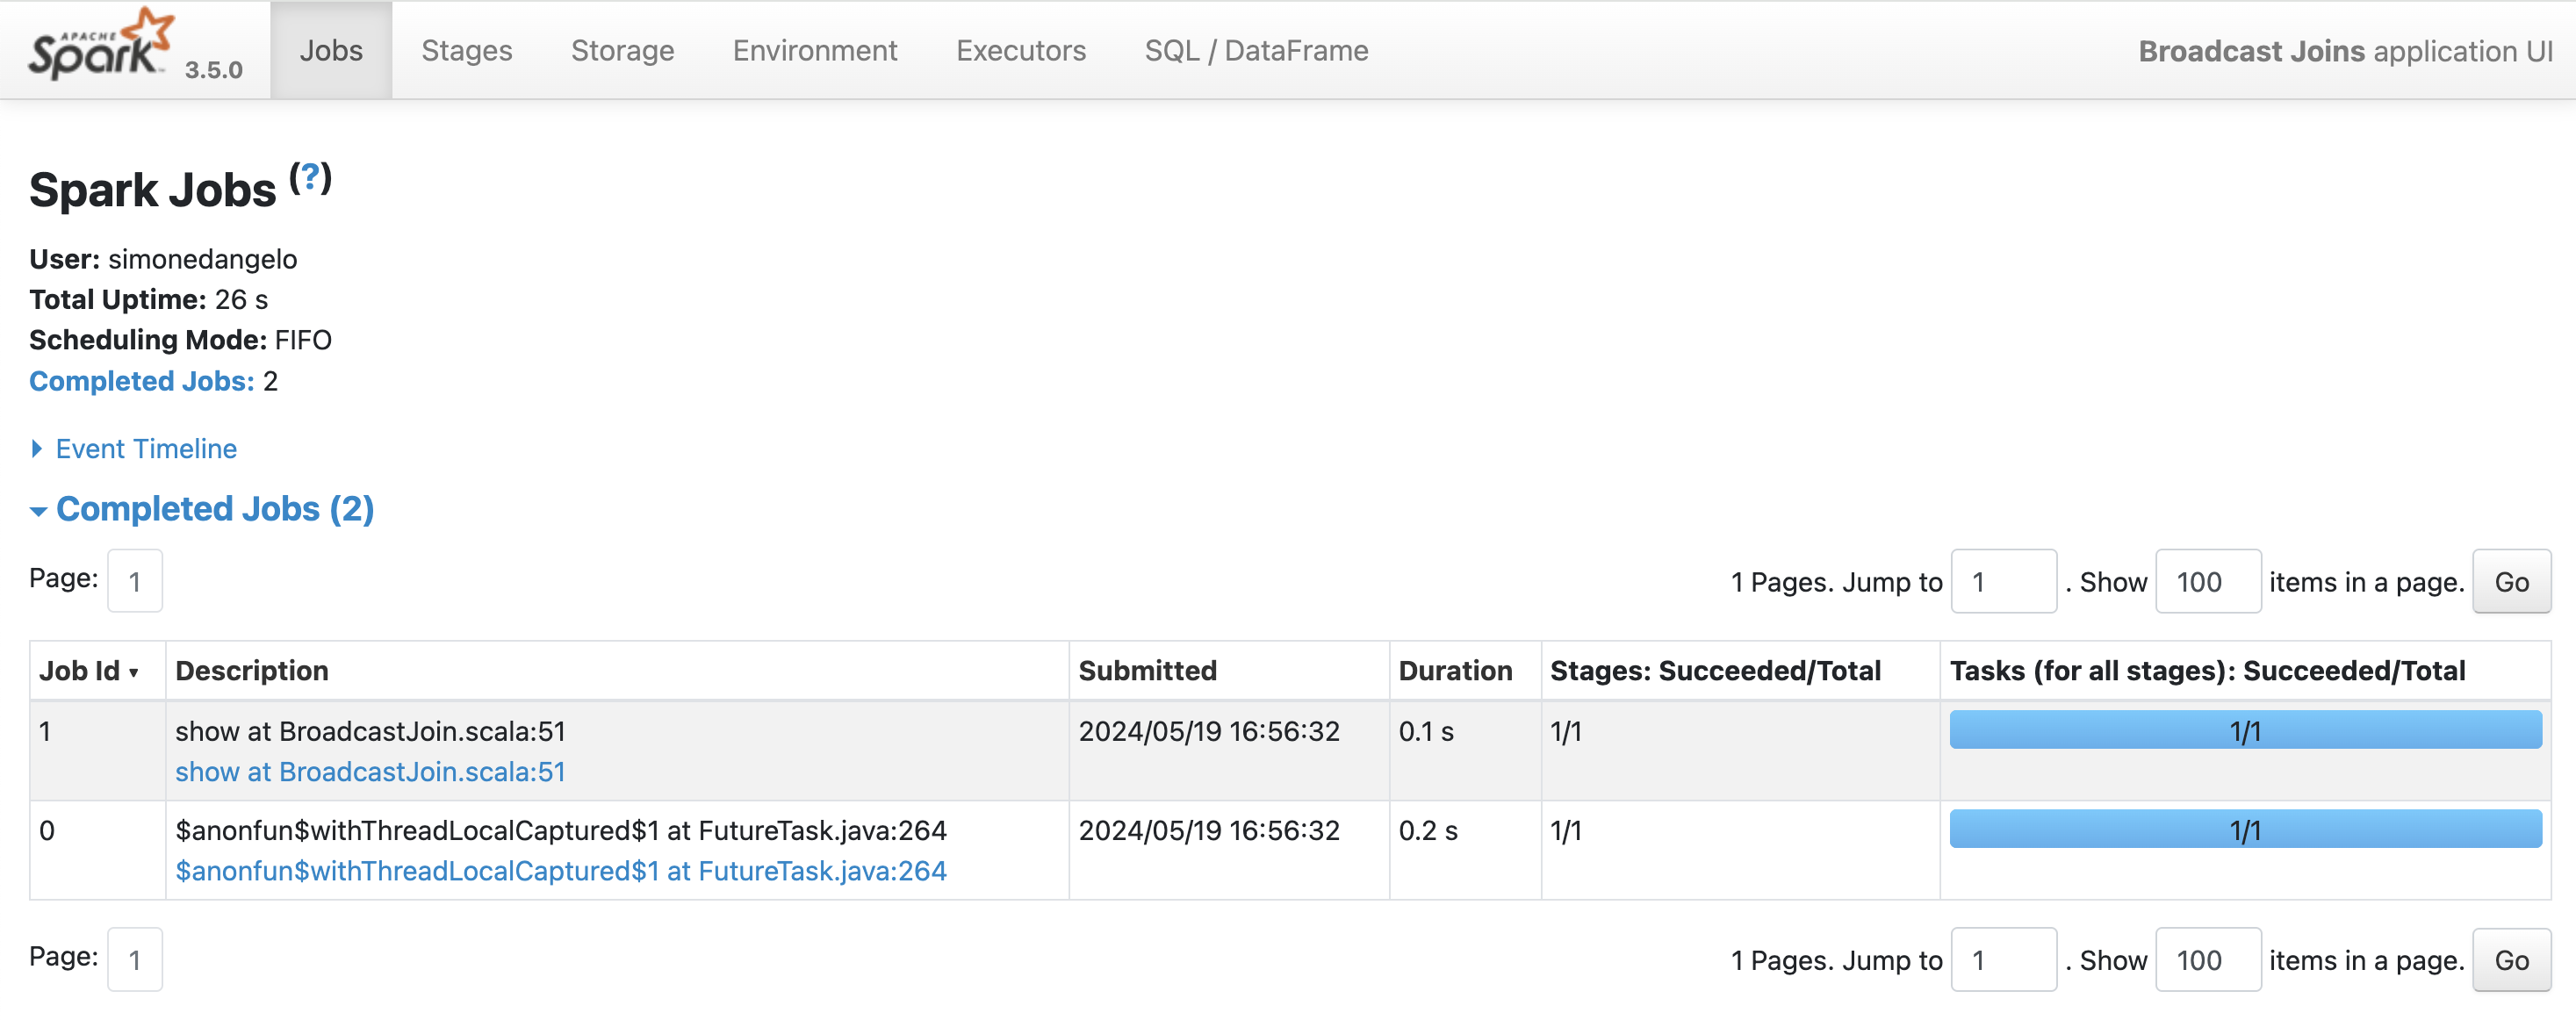 APACHE
Spark 3.5.0 Jobs Stages Storage Environment Executors SQL / DataFrame Broadcast Joins application UI
Spark Jobs (?)
User: simonedangelo
Total Uptime: 26 s
Scheduling Mode: FIFO
Completed Jobs: 2
Event Timeline
Completed Jobs (2)
Page: 1 1 Pages. Jump to 1 . Show 100 items in a page. Go
Job Id ▾ Description Submitted Duration Stages: Succeeded/Total Tasks (for all stages): Succeeded/Total
1 show at BroadcastJoin.scala:51 2024/05/19 16:56:32 0.1 s 1/1 1/1
show at BroadcastJoin.scala:51
0 $anonfun$withThreadLocalCaptured$1 at FutureTask.java:264 2024/05/19 16:56:32 0.2 s 1/1 1/1
$anonfun$withThreadLocalCaptured$1 at FutureTask.java:264
Page: 1 1 Pages. Jump to 1 . Show 100 items in a page. Go